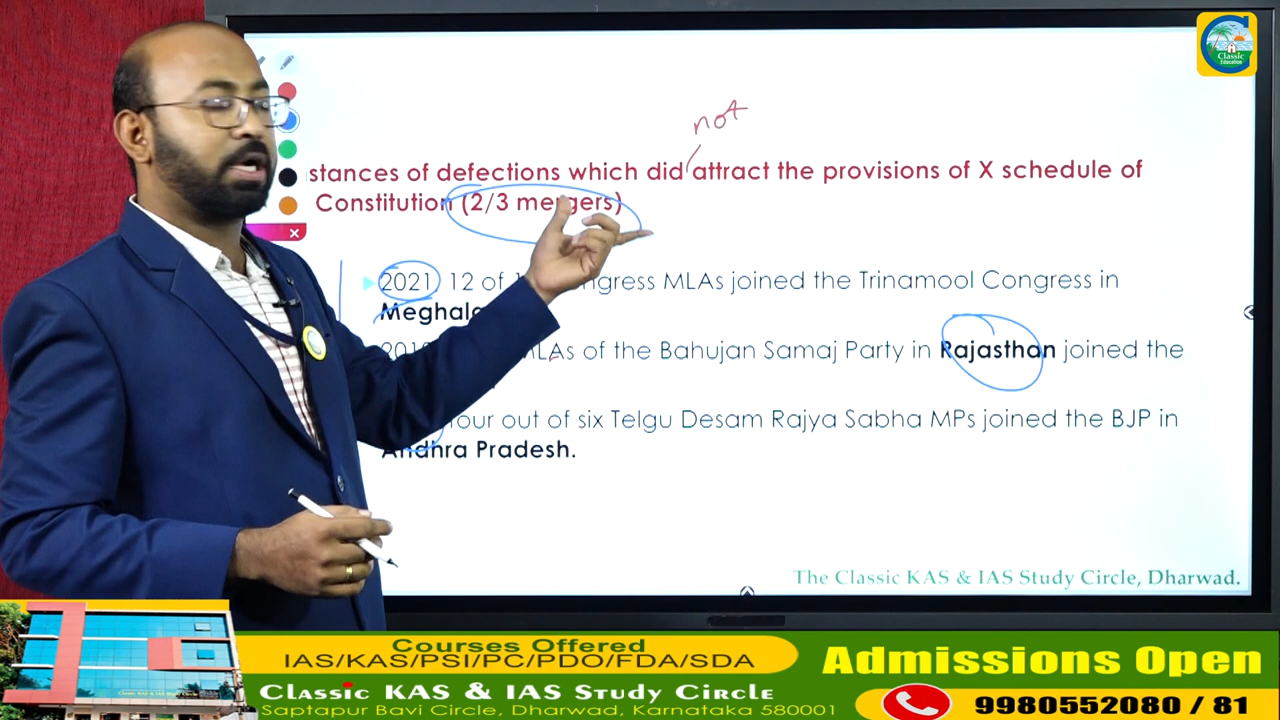 Classic
Education
not
stances of defections which did attract the provisions of X schedule of
Constitution (2/3 mergers)
2021 12 of ngress MLAs joined the Trinamool Congress in
Meghala
MLAs of the Bahujan Samaj Party in Rajasthan joined the
four out of six Telgu Desam Rajya Sabha MPs joined the BJP in
Andhra Pradesh.
The Classic KAS & IAS Study Circle, Dharwad.
Courses Offered
IAS/KAS/PSI/PC/PDO/FDA/SDA
Classic KAS & IAS Study Circle
Saptapur Bavi Circle, Dharwad, Karnataka 580001
Admissions Open
9980552080 / 81